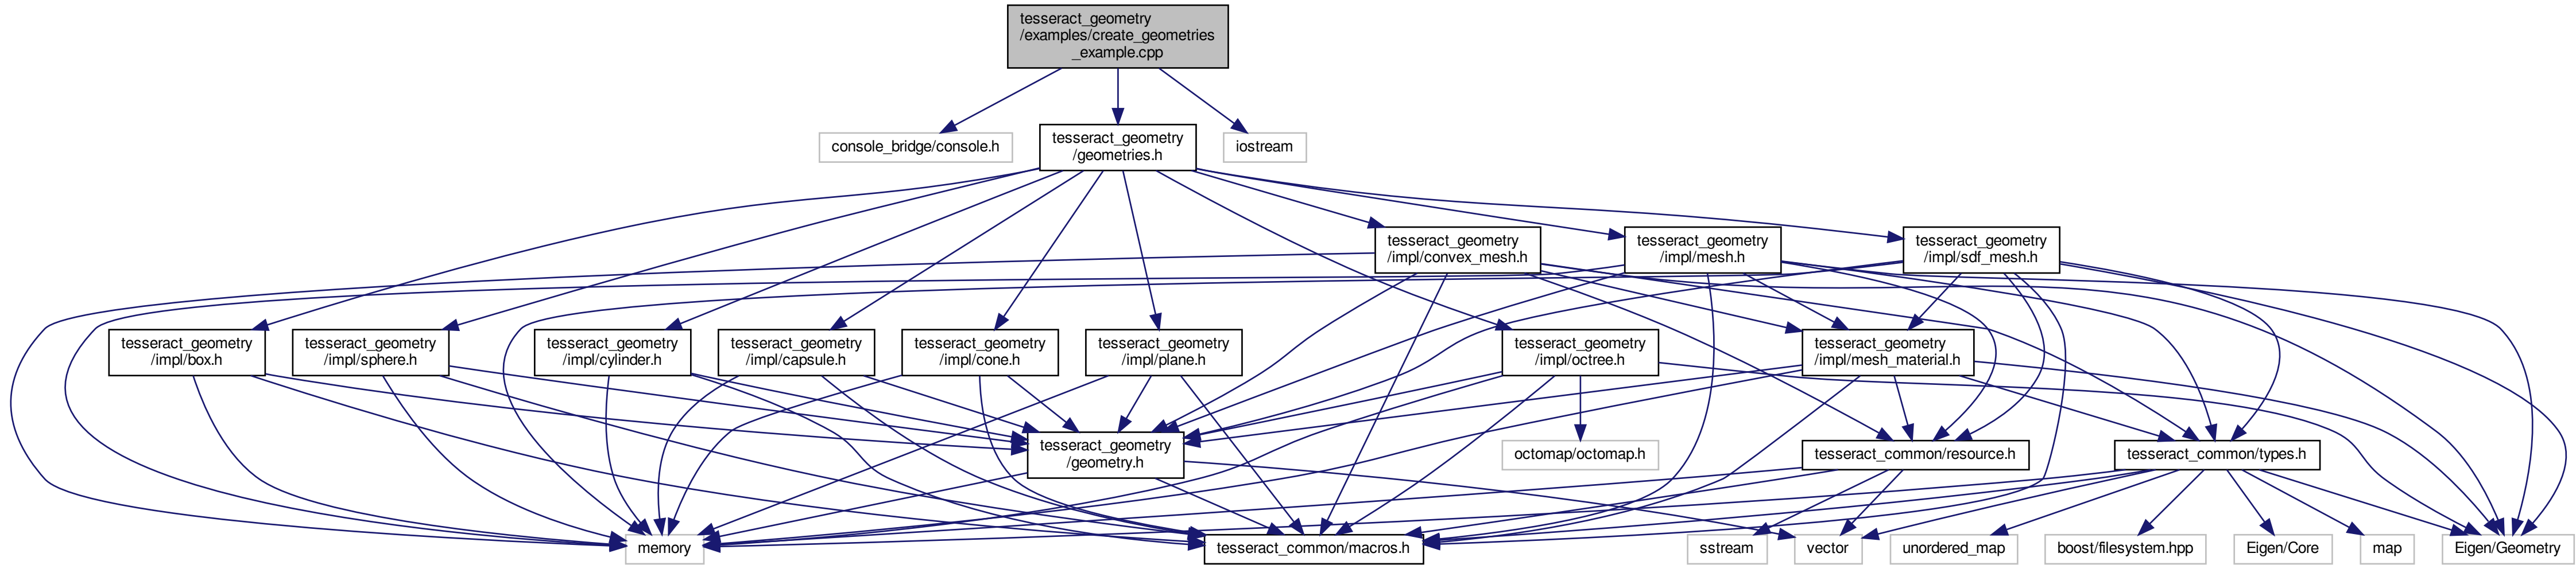 tesseract_geometry
/examples/create_geometries
_example.cpp
console_bridge/console.h
tesseract_geometry
/geometries.h
iostream
tesseract_geometry
/impl/convex_mesh.h
tesseract_geometry
/impl/mesh.h
tesseract_geometry
/impl/sdf_mesh.h
tesseract_geometry
/impl/box.h
tesseract_geometry
/impl/sphere.h
tesseract_geometry
/impl/cylinder.h
tesseract_geometry
/impl/capsule.h
tesseract_geometry
/impl/cone.h
tesseract_geometry
/impl/plane.h
tesseract_geometry
/impl/octree.h
tesseract_geometry
/impl/mesh_material.h
tesseract_geometry
/geometry.h
octomap/octomap.h
tesseract_common/resource.h
tesseract_common/types.h
memory
tesseract_common/macros.h
sstream
vector
unordered_map
boost/filesystem.hpp
Eigen/Core
map
Eigen/Geometry